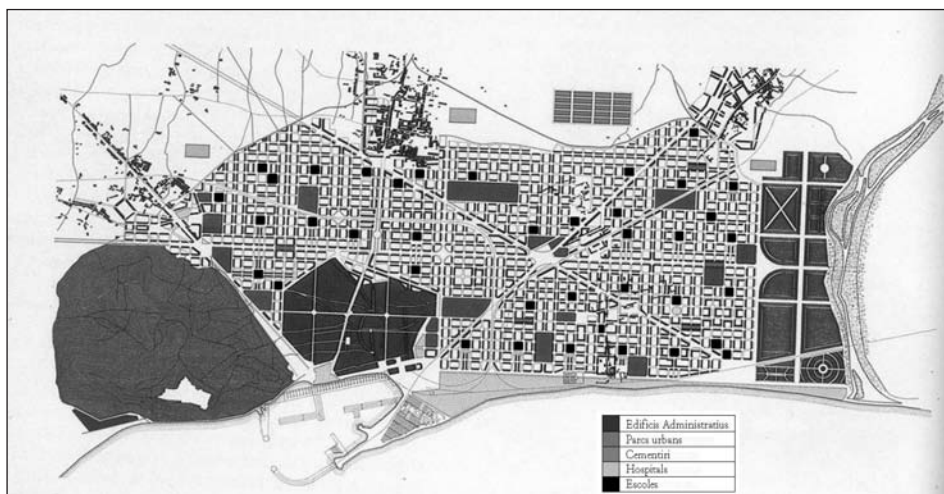 Edificis Administratius
Parcs urbans
Cementiri
Hospitals
Escoles